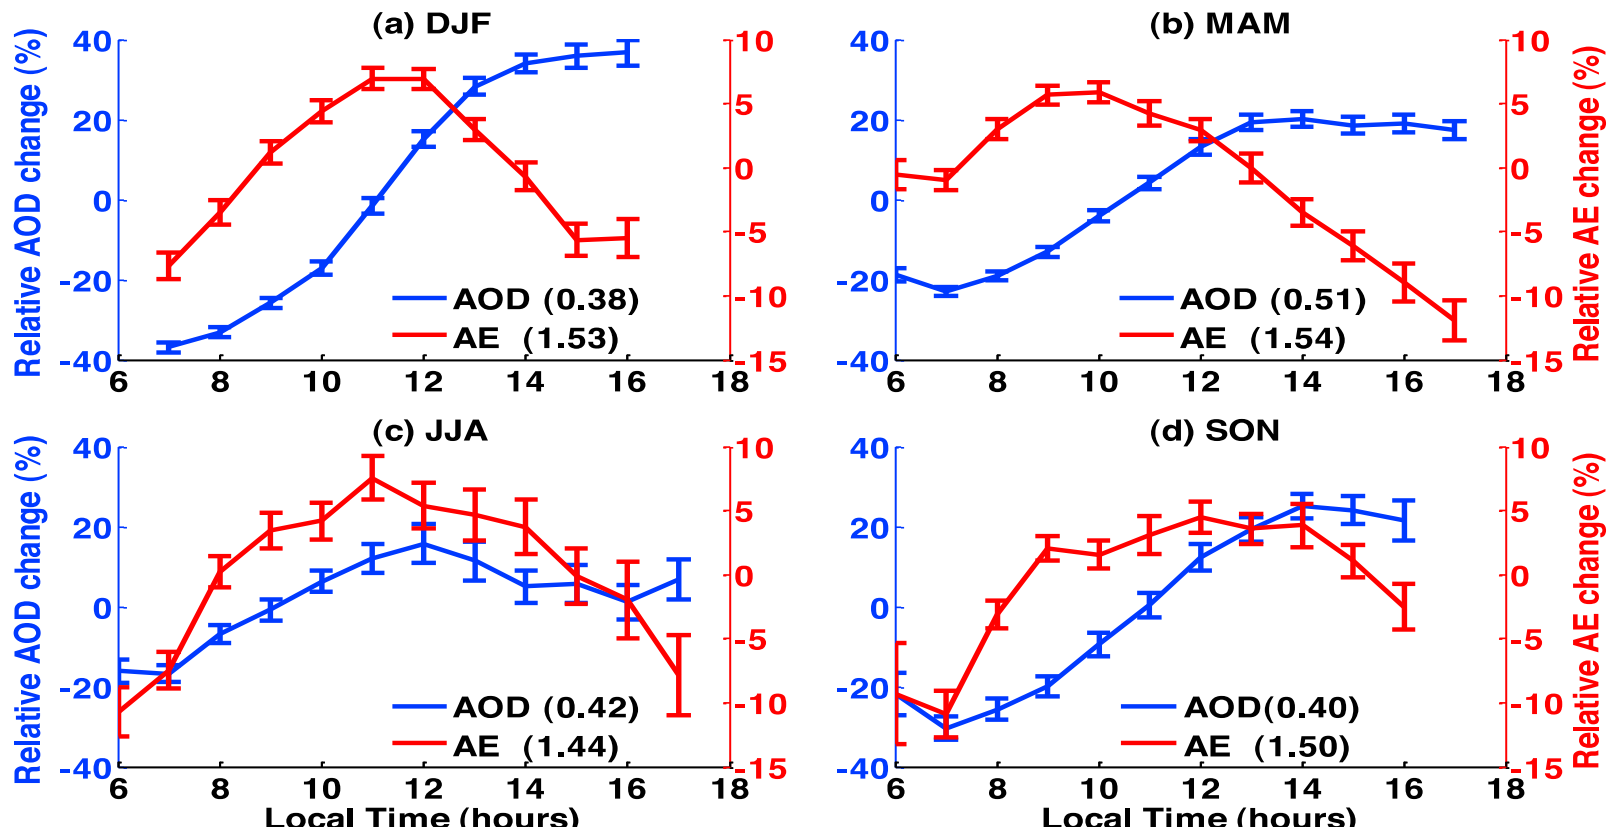 (a) DJF
Relative AOD change (%)
40
20
0
-20
-40
10
5
0
-5
-10
-15
AOD (0.38)
AE (1.53)
6 8 10 12 14 16 18
(b) MAM
40
20
0
-20
-40
10
5
0
-5
-10
-15
Relative AE change (%)
AOD (0.51)
AE (1.54)
6 8 10 12 14 16 18
(c) JJA
Relative AOD change (%)
40
20
0
-20
-40
10
5
0
-5
-10
-15
AOD (0.42)
AE (1.44)
6 8 10 12 14 16 18
Local Time (hours)
(d) SON
40
20
0
-20
-40
10
5
0
-5
-10
-15
Relative AE change (%)
AOD(0.40)
AE (1.50)
6 8 10 12 14 16 18
Local Time (hours)